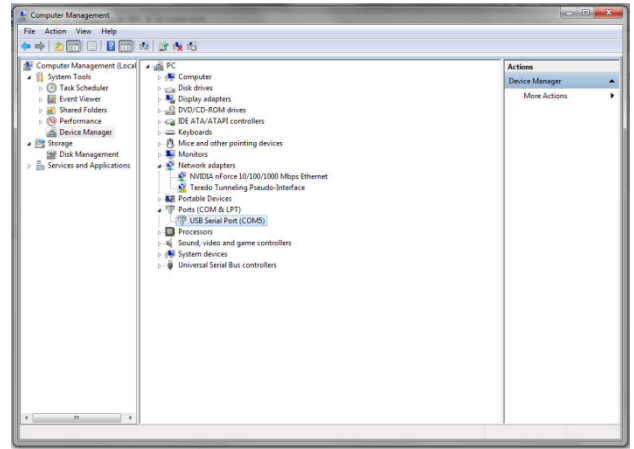 Computer Management
File Action View Help
Computer Management (Local
System Tools
Task Scheduler
Event Viewer
Shared Folders
Performance
Device Manager
Storage
Disk Management
Services and Applications
PC
Computer
Disk drives
Display adapters
DVD/CD-ROM drives
IDE ATA/ATAPI controllers
Keyboards
Mice and other pointing devices
Monitors
Network adapters
NVIDIA nForce 10/100/1000 Mbps Ethernet
Teredo Tunneling Pseudo-Interface
Portable Devices
Ports (COM & LPT)
USB Serial Port (COM5)
Processors
Sound, video and game controllers
System devices
Universal Serial Bus controllers
Actions
Device Manager
More Actions